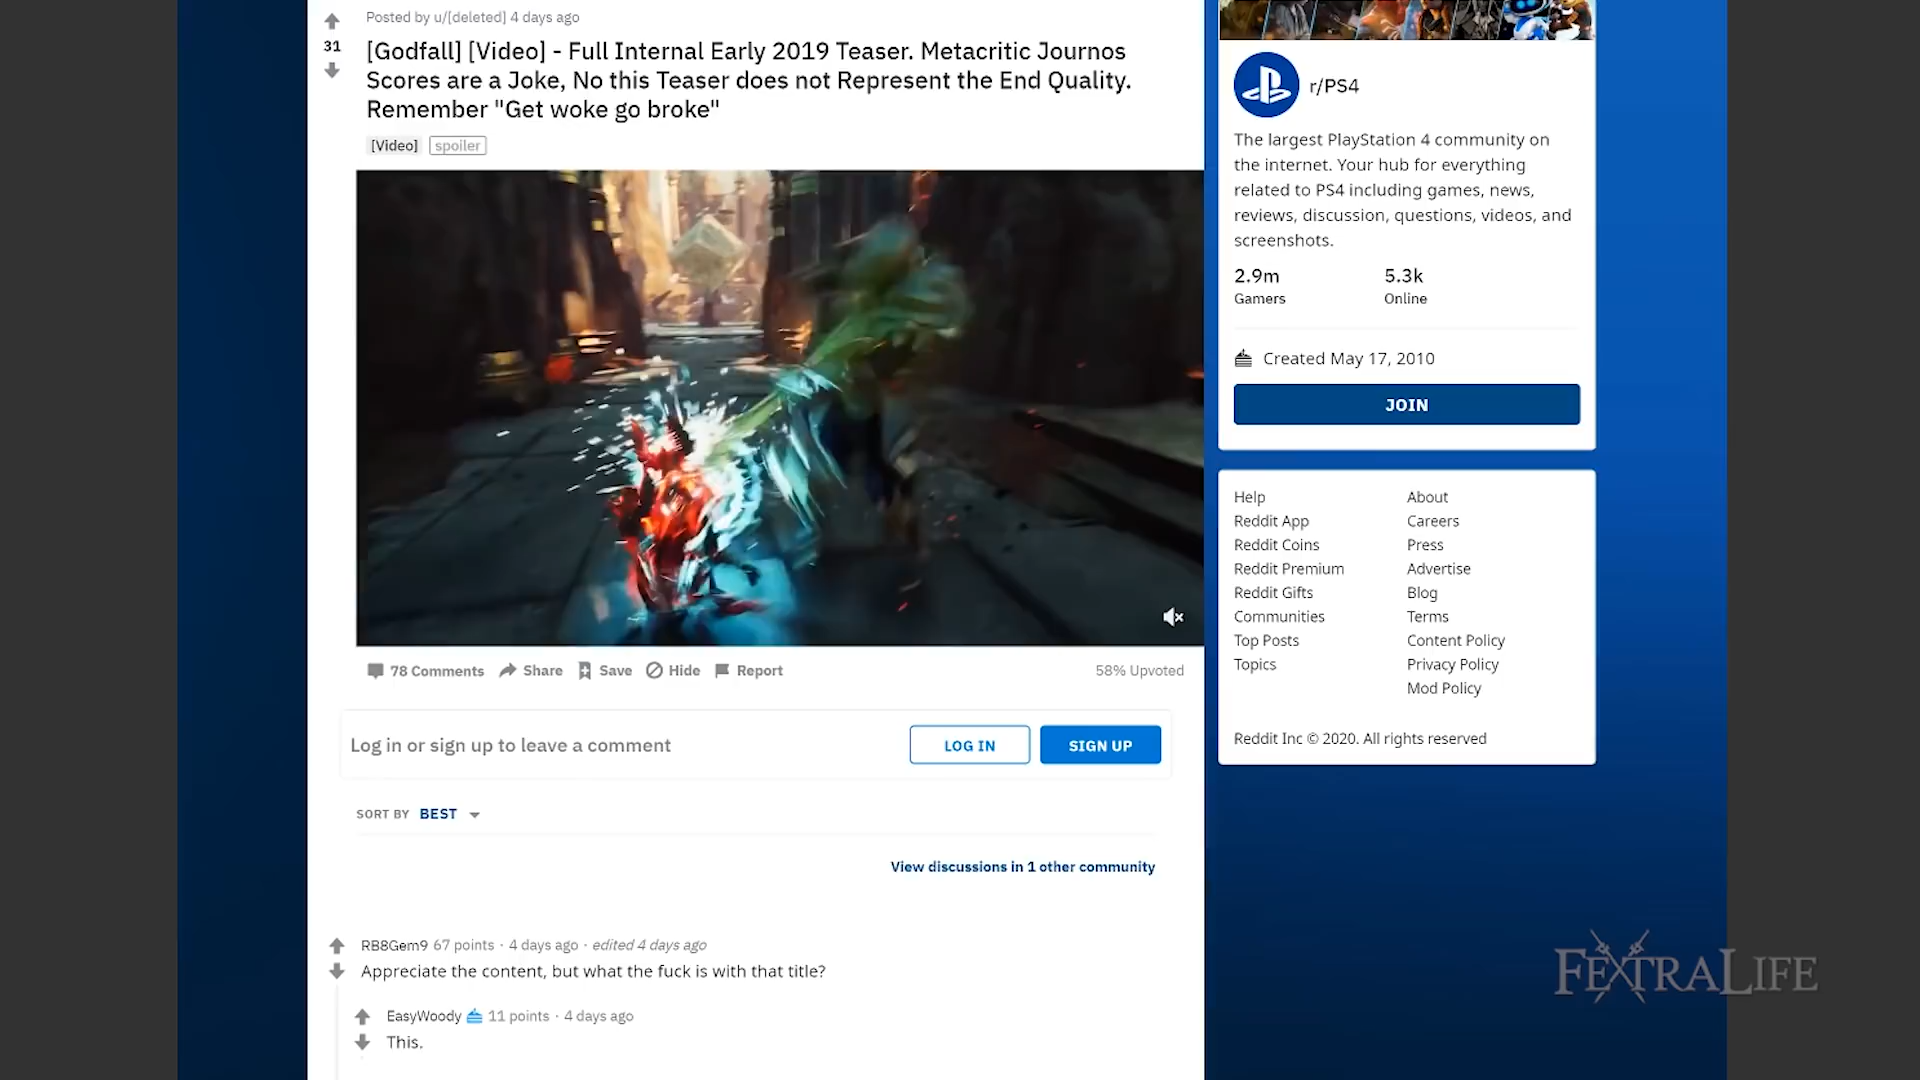 Posted by u/[deleted] 4 days ago
31
[Godfall] [Video] - Full Internal Early 2019 Teaser. Metacritic Journos
Scores are a Joke, No this Teaser does not Represent the End Quality.
Remember "Get woke go broke"
[Video] spoiler
78 Comments Share Save Hide Report 58% Upvoted
Log in or sign up to leave a comment LOG IN SIGN UP
SORT BY BEST
View discussions in 1 other community
RB8Gem9 67 points · 4 days ago · edited 4 days ago
Appreciate the content, but what the fuck is with that title?
EasyWoody 11 points · 4 days ago
This.
r/PS4
The largest PlayStation 4 community on
the internet. Your hub for everything
related to PS4 including games, news,
reviews, discussion, questions, videos, and
screenshots.
2.9m 5.3k
Gamers Online
Created May 17, 2010
JOIN
Help About
Reddit App Careers
Reddit Coins Press
Reddit Premium Advertise
Reddit Gifts Blog
Communities Terms
Top Posts Content Policy
Topics Privacy Policy
Mod Policy
Reddit Inc © 2020. All rights reserved
FEXTRALIFE